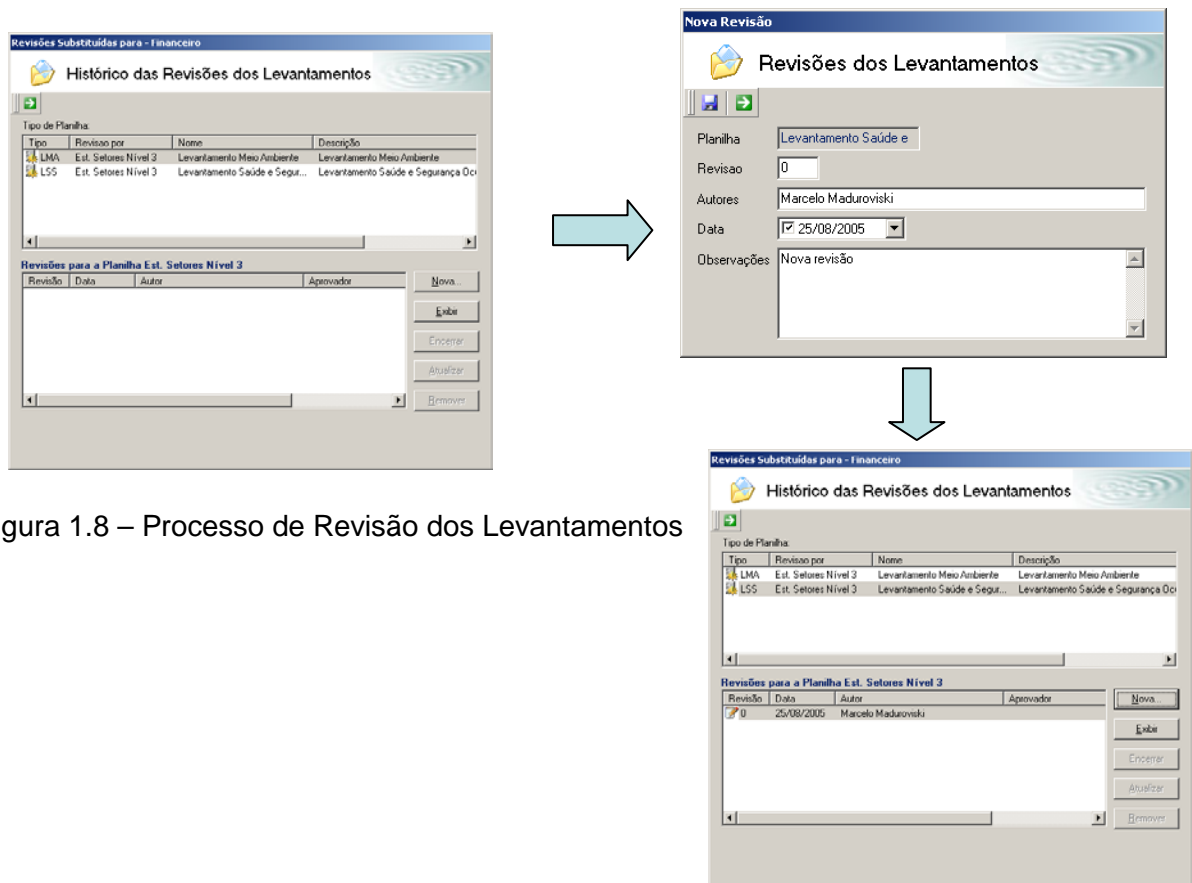 Revisões Substituídas para - Financeiro
Histórico das Revisões dos Levantamentos
Tipo de Planilha:
Tipo Revisao por Nome Descrição
LMA Est. Setores Nível 3 Levantamento Meio Ambiente Levantamento Meio Ambiente
LSS Est. Setores Nível 3 Levantamento Saúde e Segur... Levantamento Saúde e Segurança Oc
Revisões para a Planilha Est. Setores Nível 3
Revisão Data Autor Aprovador
Nova...
Exibir
Encerrar
Atualizar
Remover
Nova Revisão
Revisões dos Levantamentos
Planilha Levantamento Saúde e
Revisao 0
Autores Marcelo Maduroviski
Data 25/08/2005
Observações Nova revisão
gura 1.8 – Processo de Revisão dos Levantamentos
Revisões Substituídas para - Financeiro
Histórico das Revisões dos Levantamentos
Tipo de Planilha:
Tipo Revisao por Nome Descrição
LMA Est. Setores Nível 3 Levantamento Meio Ambiente Levantamento Meio Ambiente
LSS Est. Setores Nível 3 Levantamento Saúde e Segur... Levantamento Saúde e Segurança Oc
Revisões para a Planilha Est. Setores Nível 3
Revisão Data Autor Aprovador
0 25/08/2005 Marcelo Maduroviski
Nova...
Exibir
Encerrar
Atualizar
Remover